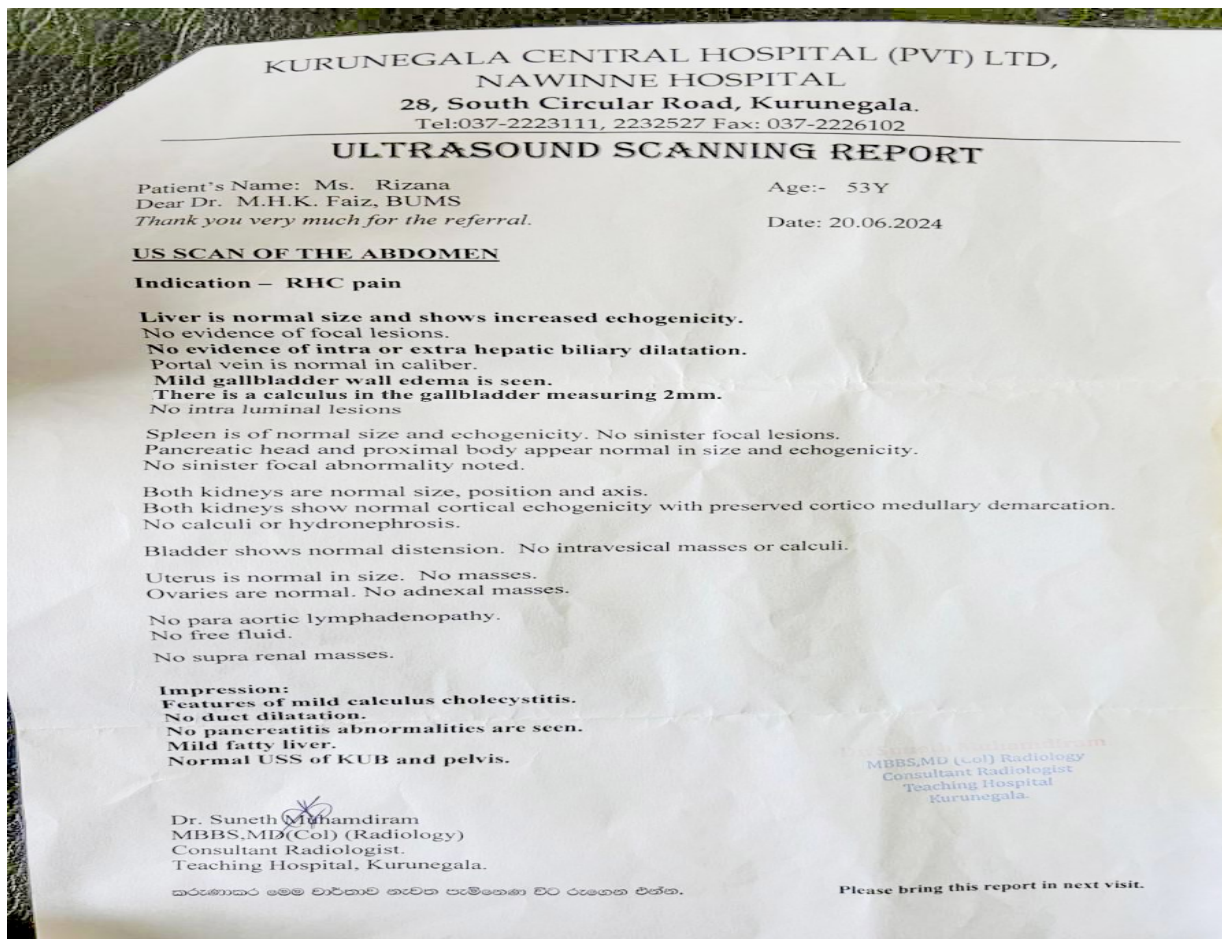 KURUNEGALA CENTRAL HOSPITAL (PVT) LTD,
NAWINNE HOSPITAL
28, South Circular Road, Kurunegala.
Tel:037-2223111, 2232527 Fax: 037-2226102
ULTRASOUND SCANNING REPORT
Patient's Name: Ms. Rizana Age:- 53Y
Dear Dr. M.H.K. Faiz, BUMS
Thank you very much for the referral. Date: 20.06.2024
US SCAN OF THE ABDOMEN
Indication – RHC pain
Liver is normal size and shows increased echogenicity.
No evidence of focal lesions.
No evidence of intra or extra hepatic biliary dilatation.
Portal vein is normal in caliber.
Mild gallbladder wall edema is seen.
There is a calculus in the gallbladder measuring 2mm.
No intra luminal lesions
Spleen is of normal size and echogenicity. No sinister focal lesions.
Pancreatic head and proximal body appear normal in size and echogenicity.
No sinister focal abnormality noted.
Both kidneys are normal size, position and axis.
Both kidneys show normal cortical echogenicity with preserved cortico medullary demarcation.
No calculi or hydronephrosis.
Bladder shows normal distension. No intravesical masses or calculi.
Uterus is normal in size. No masses.
Ovaries are normal. No adnexal masses.
No para aortic lymphadenopathy.
No free fluid.
No supra renal masses.
Impression:
Features of mild calculus cholecystitis.
No duct dilatation.
No pancreatitis abnormalities are seen.
Mild fatty liver.
Normal USS of KUB and pelvis.
MBBS,MD (Col) Radiology
Consultant Radiologist
Teaching Hospital
Kurunegala.
Dr. Suneth Muhamdiram
MBBS,MD(Col) (Radiology)
Consultant Radiologist.
Teaching Hospital, Kurunegala.
කරුණාකර මෙම වාර්තාව නැවත පැමිණෙන විට රුගෙන එන්න.
Please bring this report in next visit.